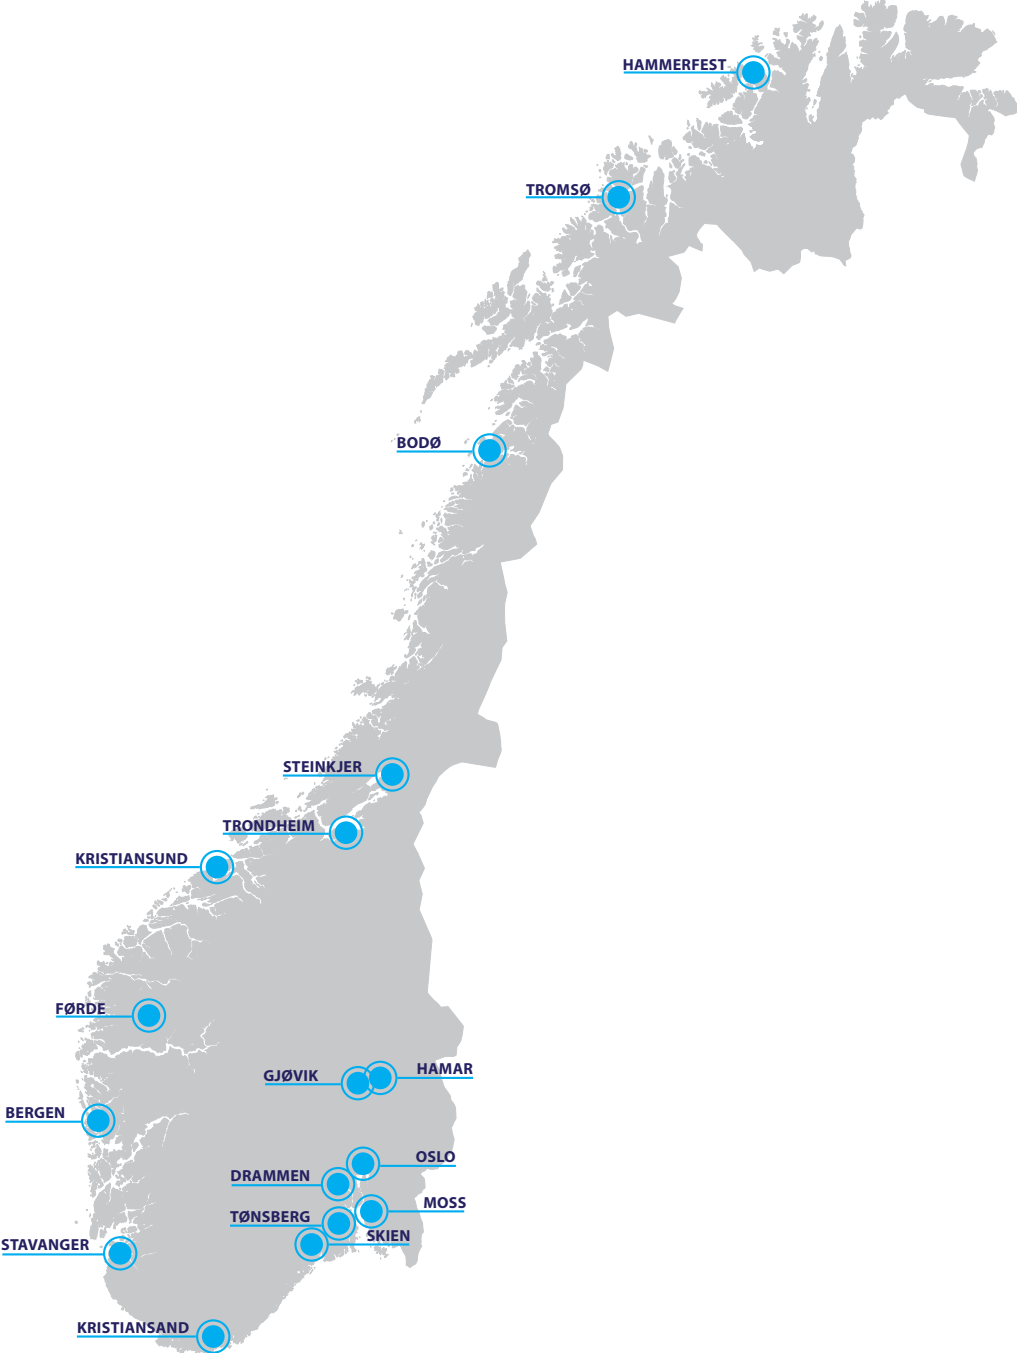 HAMMERFEST
TROMSØ
BODØ
STEINKJER
TRONDHEIM
KRISTIANSUND
FØRDE
HAMAR
GJØVIK
BERGEN
OSLO
DRAMMEN
MOSS
TØNSBERG
SKIEN
STAVANGER
KRISTIANSAND